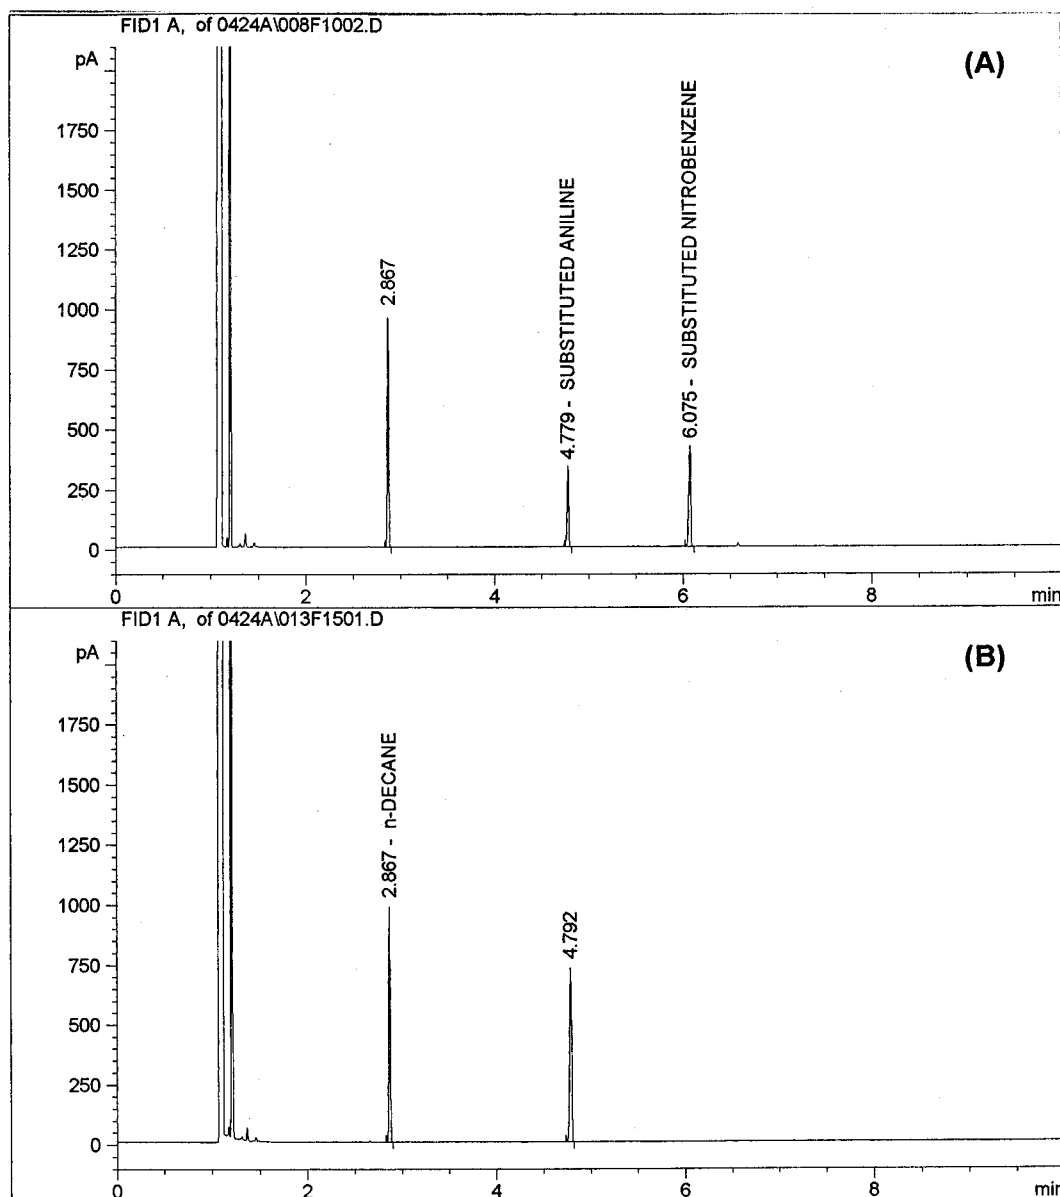 FID1 A, of 0424A\008F1002.D
pA
(A)
1750
1500
1250
1000
750
500
250
0
2.867
4.779 - SUBSTITUTED ANILINE
6.075 - SUBSTITUTED NITROBENZENE
0 2 4 6 8 min
FID1 A, of 0424A\013F1501.D
pA
(B)
1750
1500
1250
1000
750
500
250
0
2.867 - n-DECANE
4.792
0 2 4 6 8 min